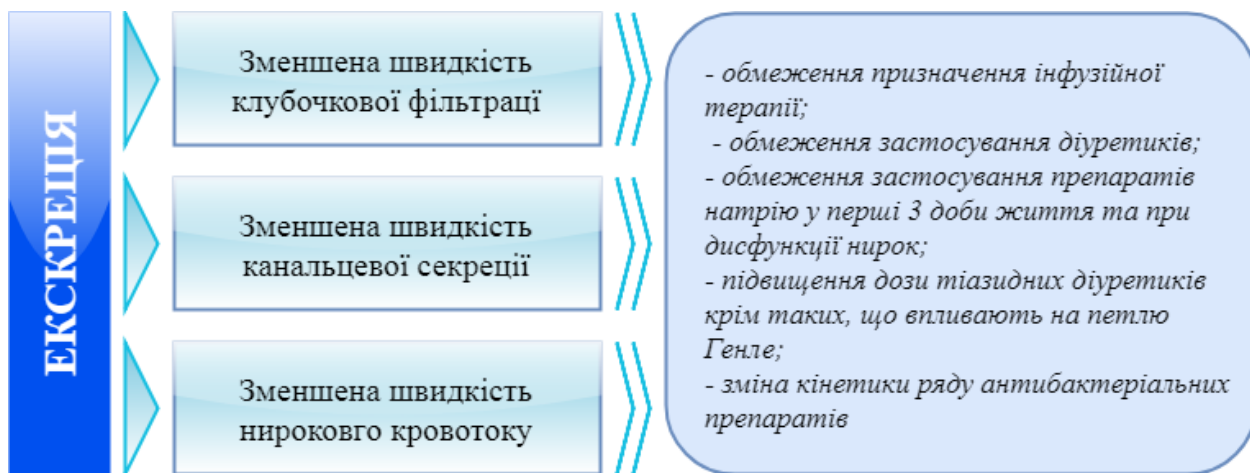 ЕКСКРЕЦІЯ
Зменшена швидкість
клубочкової фільтраці
Зменшена швидкість
канальцевої секреції
Зменшена швидкість
нирковго кровотоку
- обмеження призначення інфузійної
терапії;
- обмеження застосування діуретиків;
- обмеження застосування препаратів
натрію у перші 3 доби життя та при
дисфункції нирок;
- підвищення дози тіазидних діуретиків
крім таких, що впливають на петлю
Генле;
- зміна кінетики ряду антибактеріальних
препаратів